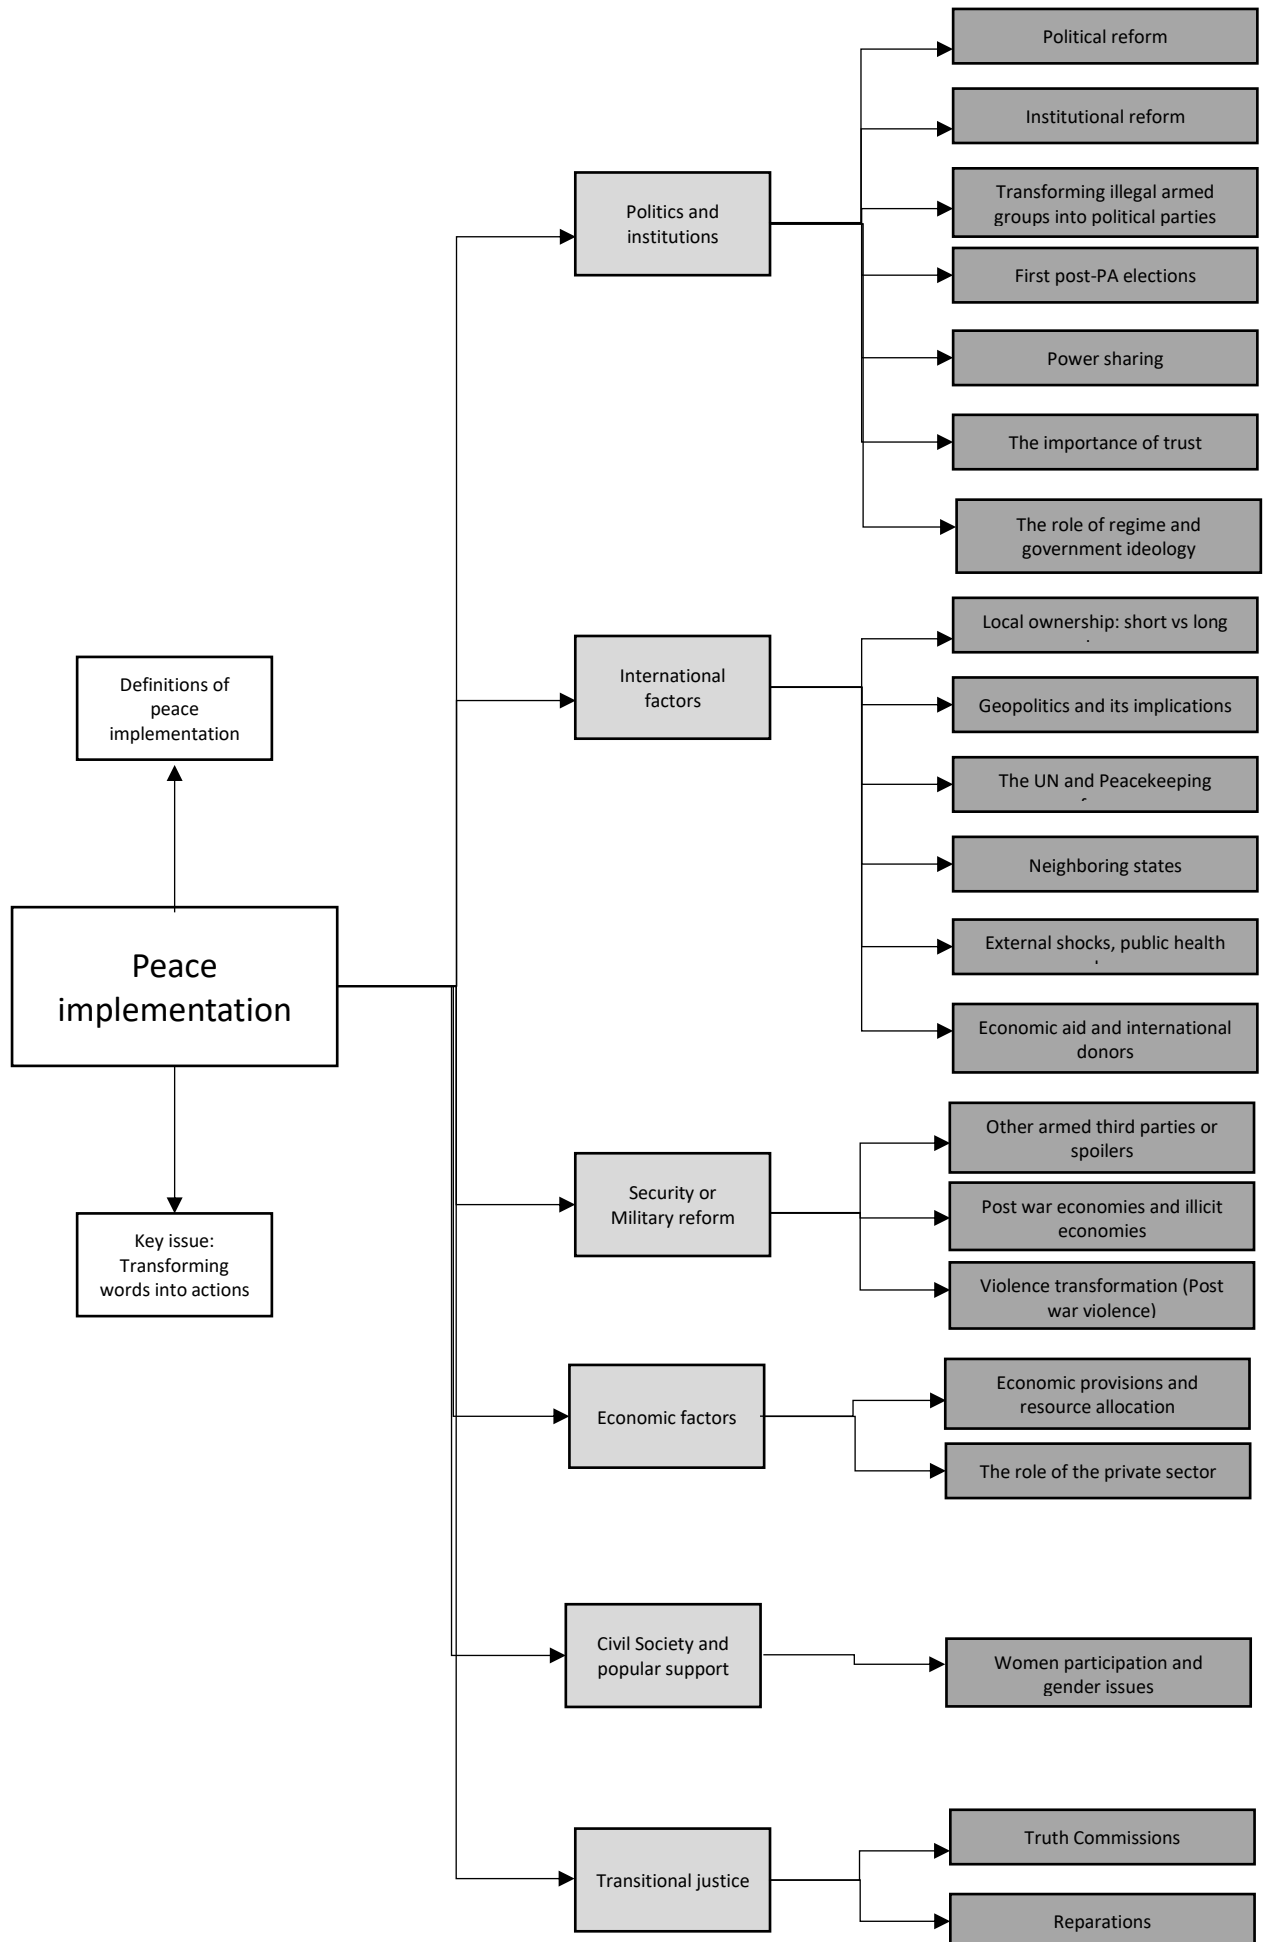 Political reform
Institutional reform
Transforming illegal armed
groups into political parties
Politics and
institutions
First post-PA elections
Power sharing
The importance of trust
The role of regime and
government ideology
Local ownership: short vs long
International
factors
Geopolitics and its implications
The UN and Peacekeeping
Neighboring states
External shocks, public health
Economic aid and international
donors
Definitions of
peace
implementation
Peace
implementation
Key issue:
Transforming
words into actions
Other armed third parties or
spoilers
Security or
Military reform
Post war economies and illicit
economies
Violence transformation (Post
war violence)
Economic factors
Economic provisions and
resource allocation
The role of the private sector
Civil Society and
popular support
Women participation and
gender issues
Transitional justice
Truth Commissions
Reparations